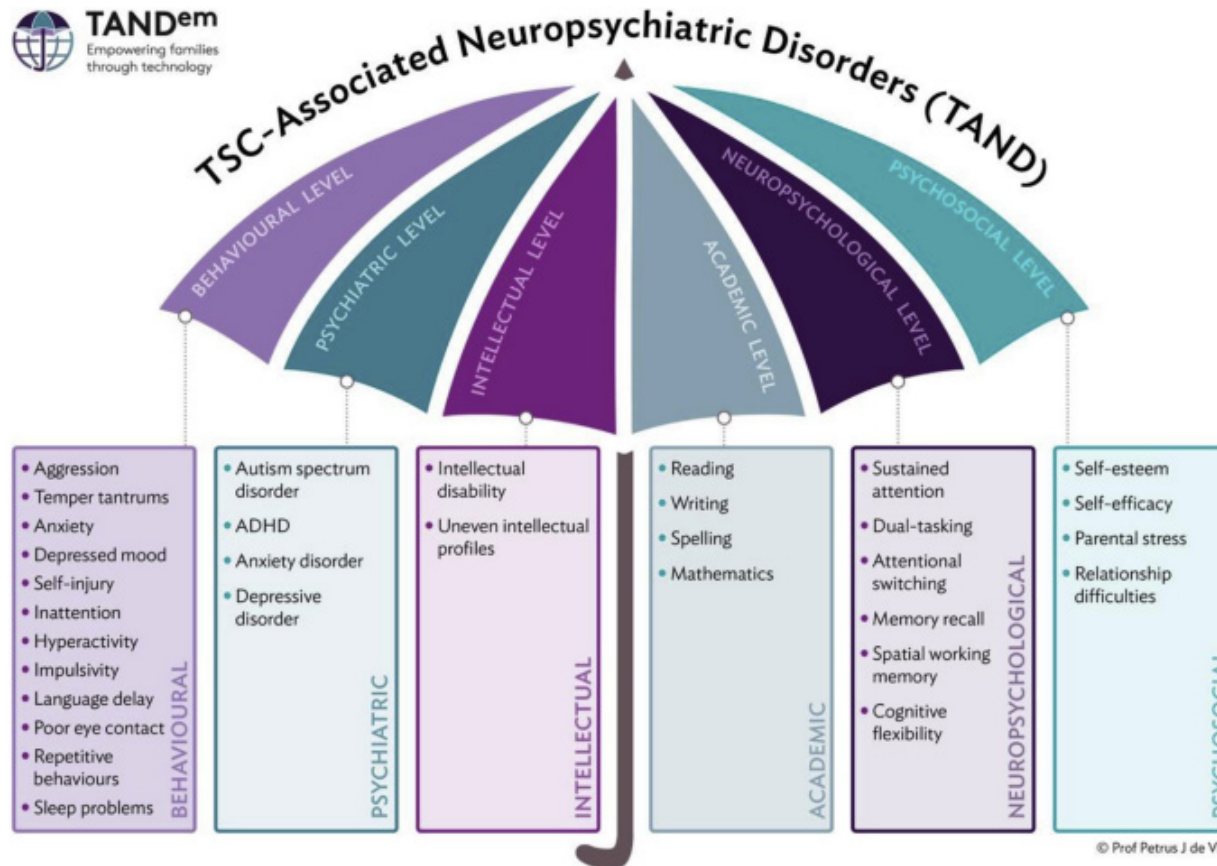 TANDem
Empowering families
through technology
TSC-Associated Neuropsychiatric Disorders (TAND)
BEHAVIOURAL LEVEL
PSYCHIATRIC LEVEL
INTELLECTUAL LEVEL
ACADEMIC LEVEL
NEUROPSYCHOLOGICAL LEVEL
PSYCHOSOCIAL LEVEL
• Aggression
• Temper tantrums
• Anxiety
• Depressed mood
• Self-injury
• Inattention
• Hyperactivity
• Impulsivity
• Language delay
• Poor eye contact
• Repetitive
behaviours
• Sleep problems
BEHAVIOURAL
• Autism spectrum
disorder
• ADHD
• Anxiety disorder
• Depressive
disorder
PSYCHIATRIC
• Intellectual
disability
• Uneven intellectual
profiles
INTELLECTUAL
• Reading
• Writing
• Spelling
• Mathematics
ACADEMIC
• Sustained
attention
• Dual-tasking
• Attentional
switching
• Memory recall
• Spatial working
memory
• Cognitive
flexibility
NEUROPSYCHOLOGICAL
• Self-esteem
• Self-efficacy
• Parental stress
• Relationship
difficulties
PSYCHOSOCIAL
© Prof Petrus J de V